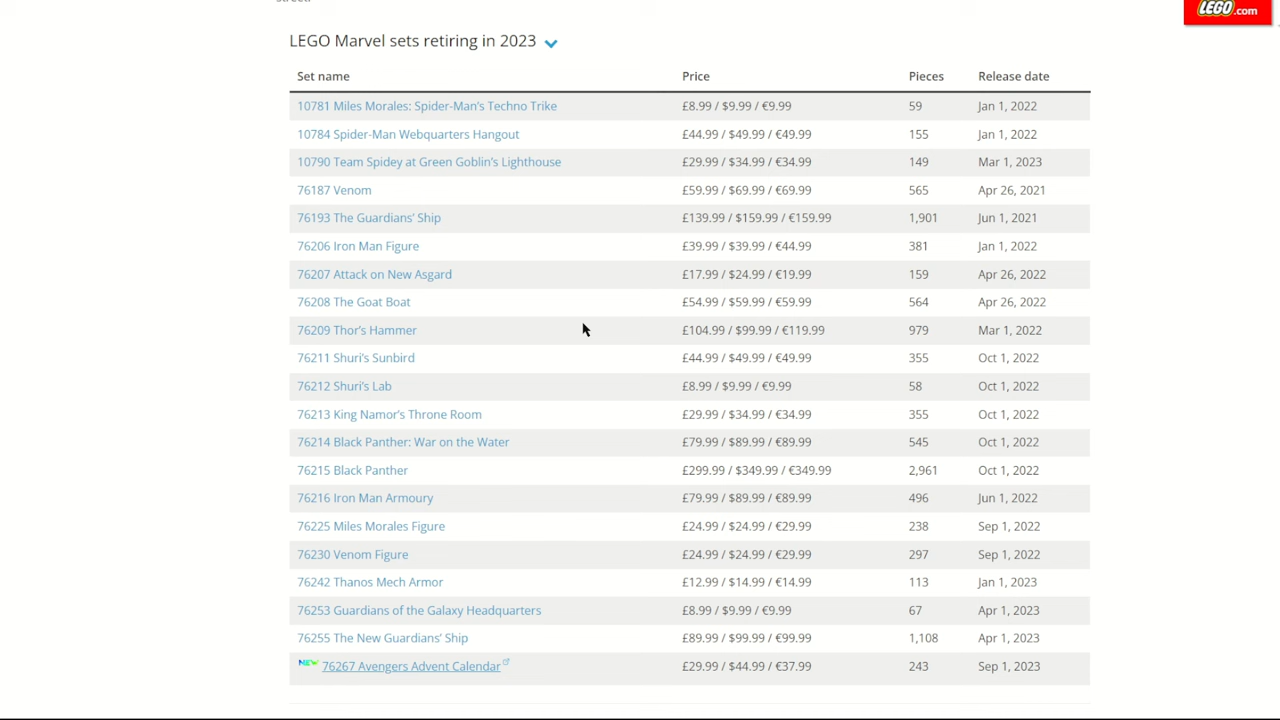 LEGO.com
LEGO Marvel sets retiring in 2023
Set name Price Pieces Release date
10781 Miles Morales: Spider-Man's Techno Trike £8.99 / $9.99 / €9.99 59 Jan 1, 2022
10784 Spider-Man Webquarters Hangout £44.99 / $49.99 / €49.99 155 Jan 1, 2022
10790 Team Spidey at Green Goblin's Lighthouse £29.99 / $34.99 / €34.99 149 Mar 1, 2023
76187 Venom £59.99 / $69.99 / €69.99 565 Apr 26, 2021
76193 The Guardians' Ship £139.99 / $159.99 / €159.99 1,901 Jun 1, 2021
76206 Iron Man Figure £39.99 / $39.99 / €44.99 381 Jan 1, 2022
76207 Attack on New Asgard £17.99 / $24.99 / €19.99 159 Apr 26, 2022
76208 The Goat Boat £54.99 / $59.99 / €59.99 564 Apr 26, 2022
76209 Thor's Hammer £104.99 / $99.99 / €119.99 979 Mar 1, 2022
76211 Shuri's Sunbird £44.99 / $49.99 / €49.99 355 Oct 1, 2022
76212 Shuri's Lab £8.99 / $9.99 / €9.99 58 Oct 1, 2022
76213 King Namor's Throne Room £29.99 / $34.99 / €34.99 355 Oct 1, 2022
76214 Black Panther: War on the Water £79.99 / $89.99 / €89.99 545 Oct 1, 2022
76215 Black Panther £299.99 / $349.99 / €349.99 2,961 Oct 1, 2022
76216 Iron Man Armoury £79.99 / $89.99 / €89.99 496 Jun 1, 2022
76225 Miles Morales Figure £24.99 / $24.99 / €29.99 238 Sep 1, 2022
76230 Venom Figure £24.99 / $24.99 / €29.99 297 Sep 1, 2022
76242 Thanos Mech Armor £12.99 / $14.99 / €14.99 113 Jan 1, 2023
76253 Guardians of the Galaxy Headquarters £8.99 / $9.99 / €9.99 67 Apr 1, 2023
76255 The New Guardians' Ship £89.99 / $99.99 / €99.99 1,108 Apr 1, 2023
NEW 76267 Avengers Advent Calendar £29.99 / $44.99 / €37.99 243 Sep 1, 2023